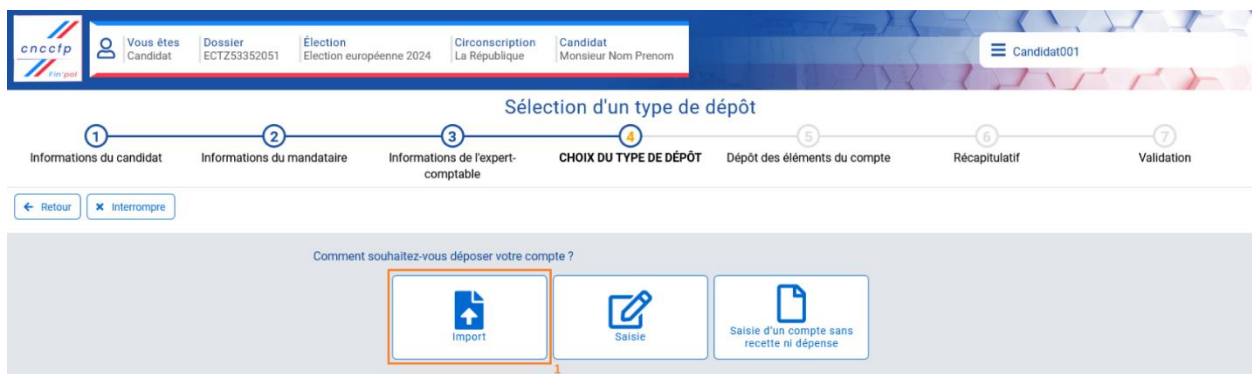 cnccfp
Fin'pol
Vous êtes
Candidat
Dossier
ECTZ53352051
Élection
Election européenne 2024
Circonscription
La République
Candidat
Monsieur Nom Prenom
Candidat001
Sélection d'un type de dépôt
1
2
3
4
5
6
7
Informations du candidat
Informations du mandataire
Informations de l'expert-
comptable
CHOIX DU TYPE DE DÉPÔT
Dépôt des éléments du compte
Récapitulatif
Validation
Retour
Interrompre
Comment souhaitez-vous déposer votre compte ?
Import
Saisie
Saisie d'un compte sans
recette ni dépense
1